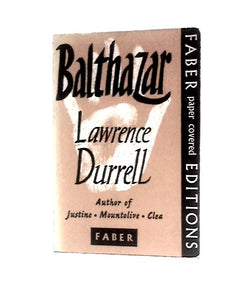 Balthazar
Lawrence
Durrell
Author of
Justine • Mountolive • Clea
FABER
FABER paper covered EDITIONS